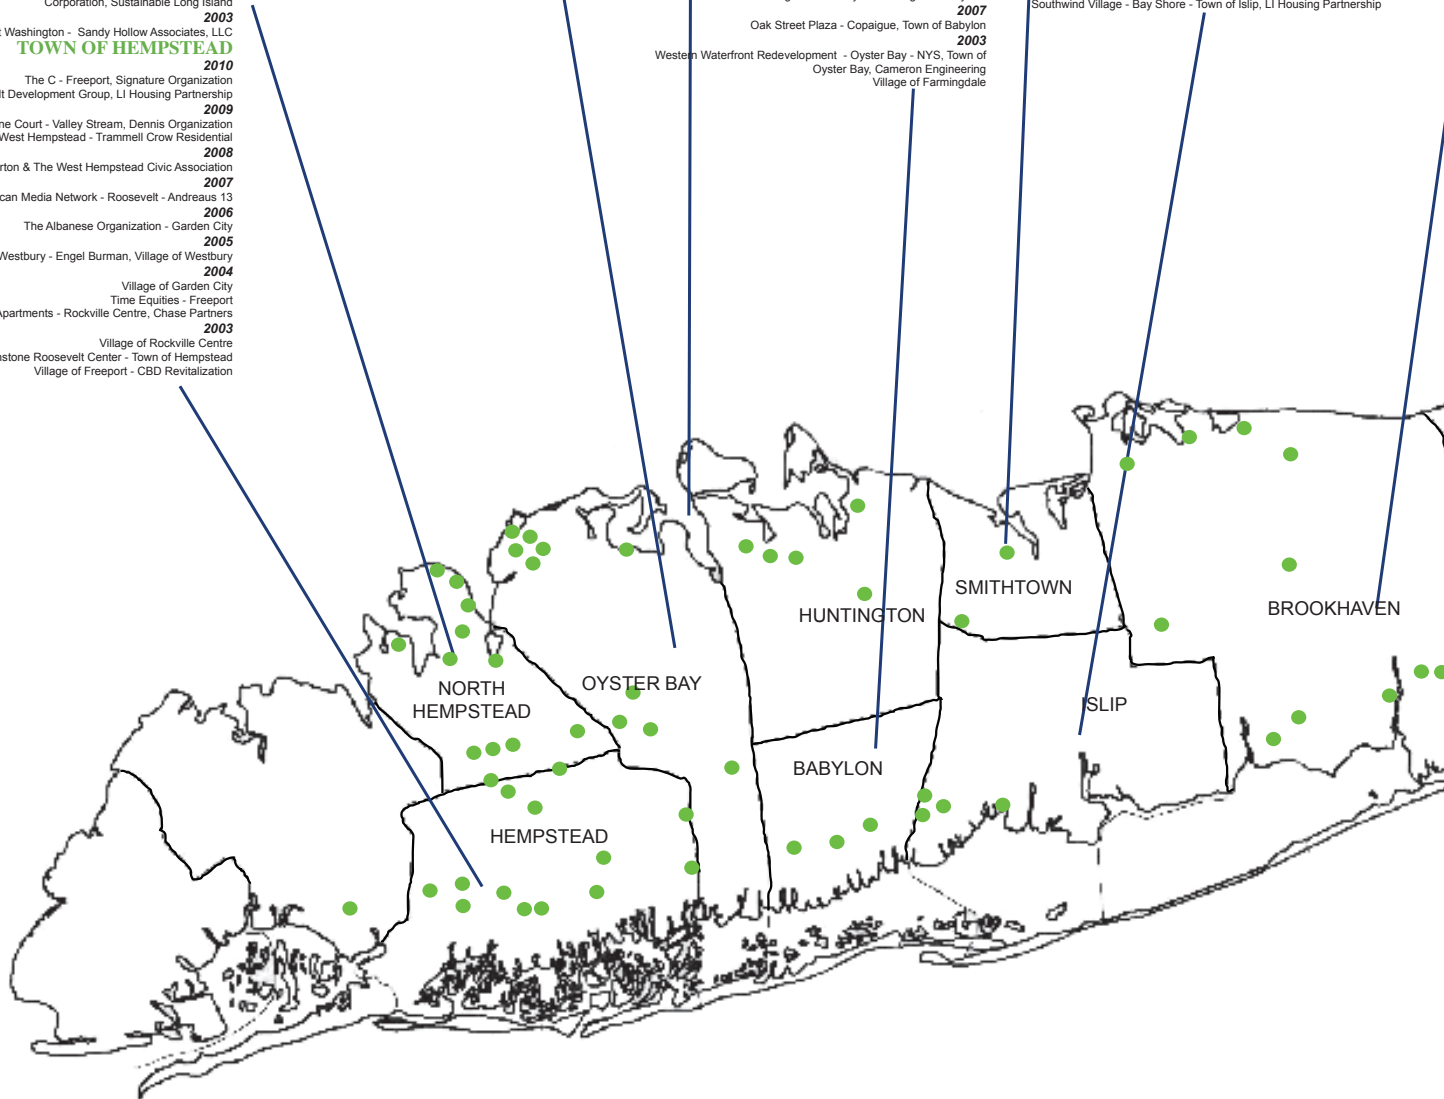 Corporation, Sustainable Long Island
2003
Washington - Sandy Hollow Associates, LLC
TOWN OF HEMPSTEAD
2010
The C - Freeport, Signature Organization
Development Group, LI Housing Partnership
2009
Court - Valley Stream, Dennis Organization
West Hempstead - Trammell Crow Residential
2008
& The West Hempstead Civic Association
2007
Media Network - Roosevelt - Andreaus 13
2006
The Albanese Organization - Garden City
2005
Westbury - Engel Burman, Village of Westbury
2004
Village of Garden City
Time Equities - Freeport
Apartments - Rockville Centre, Chase Partners
2003
Village of Rockville Centre
Roosevelt Center - Town of Hempstead
Village of Freeport - CBD Revitalization
2007
Oak Street Plaza - Copaigue, Town of Babylon
2003
Western Waterfront Redevelopment - Oyster Bay - NYS, Town of
Oyster Bay, Cameron Engineering
Village of Farmingdale
Southwind Village - Bay Shore - Town of Islip, LI Housing Partnership
SMITHTOWN
HUNTINGTON
BROOKHAVEN
OYSTER BAY
NORTH
HEMPSTEAD
ISLIP
BABYLON
HEMPSTEAD